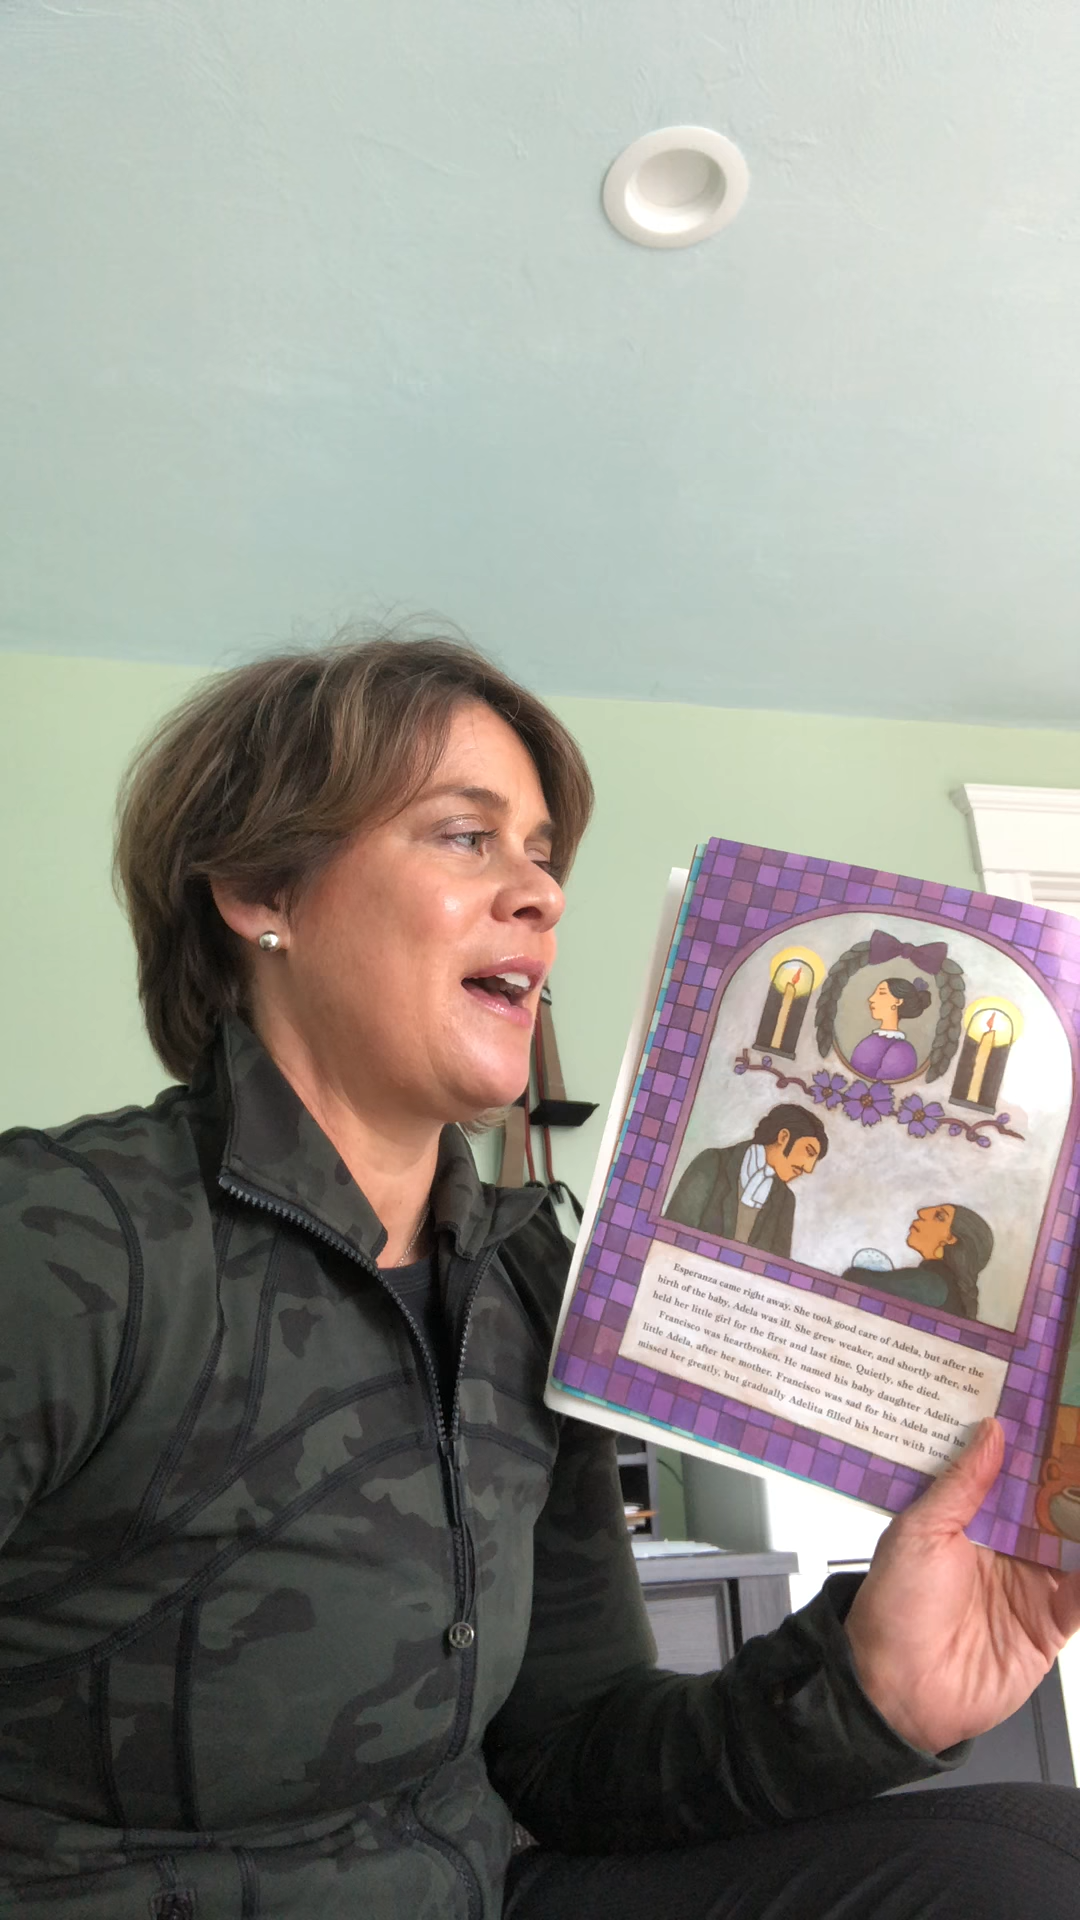 Esperanza came right away. She took good care of Adela, but after the
birth of the baby, Adela was ill. She grew weaker, and shortly after, she
held her little girl for the first and last time. Quietly, she died.
Francisco was heartbroken. He named his baby daughter Adelita—
little Adela, after her mother. Francisco was sad for his Adela and he
missed her greatly, but gradually Adelita filled his heart with love.